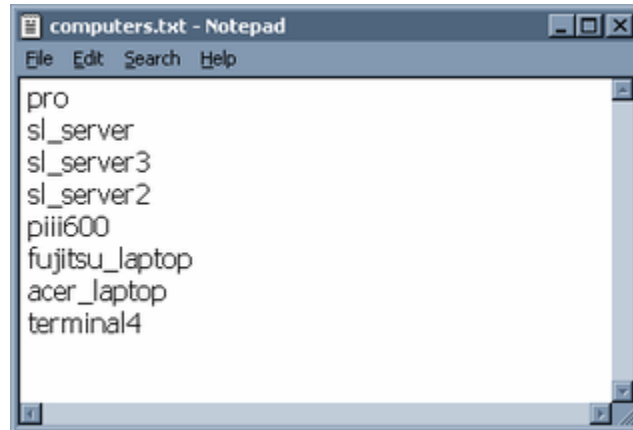 computers.txt - Notepad
File Edit Search Help
pro
sl_server
sl_server3
sl_server2
piii600
fujitsu_laptop
acer_laptop
terminal4